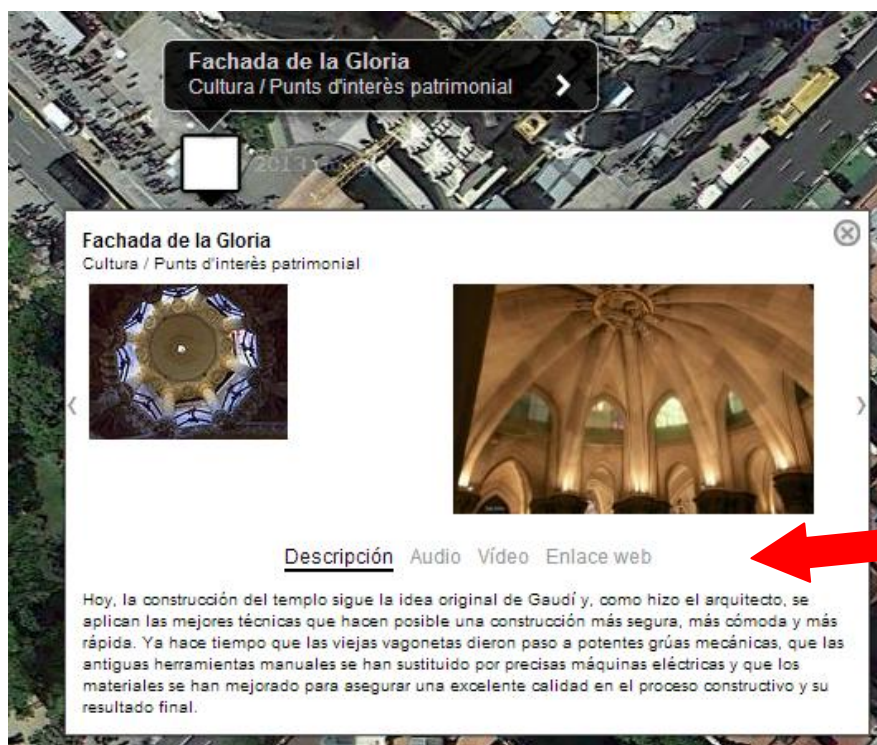 Fachada de la Gloria
Cultura / Punts d'interès patrimonial
2013
Fachada de la Gloria
Cultura / Punts d'interès patrimonial
Descripción Audio Vídeo Enlace web
Hoy, la construcción del templo sigue la idea original de Gaudí y, como hizo el arquitecto, se
aplican las mejores técnicas que hacen posible una construcción más segura, más cómoda y más
rápida. Ya hace tiempo que las viejas vagonetas dieron paso a potentes grúas mecánicas, que las
antiguas herramientas manuales se han sustituido por precisas máquinas eléctricas y que los
materiales se han mejorado para asegurar una excelente calidad en el proceso constructivo y su
resultado final.